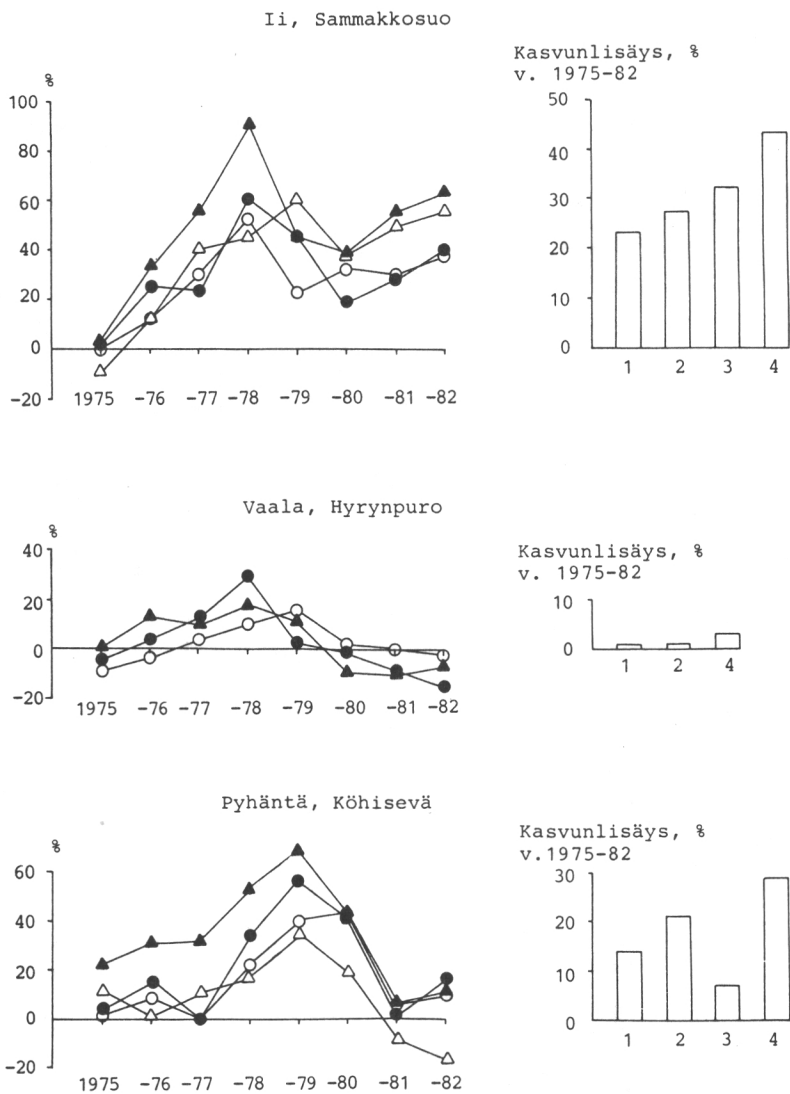 Ii, Sammakkosuo
%
100
80
60
40
20
0
-20
1975 -76 -77 -78 -79 -80 -81 -82
Kasvunlisäys, %
v. 1975-82
50
40
30
20
10
0
1 2 3 4
Vaala, Hyrynpuro
%
40
20
0
-20
1975 -76 -77 -78 -79 -80 -81 -82
Kasvunlisäys, %
v. 1975-82
10
0
1 2 4
Pyhäntä, Köhisevä
%
60
40
20
0
-20
1975 -76 -77 -78 -79 -80 -81 -82
Kasvunlisäys, %
v.1975-82
30
20
10
0
1 2 3 4